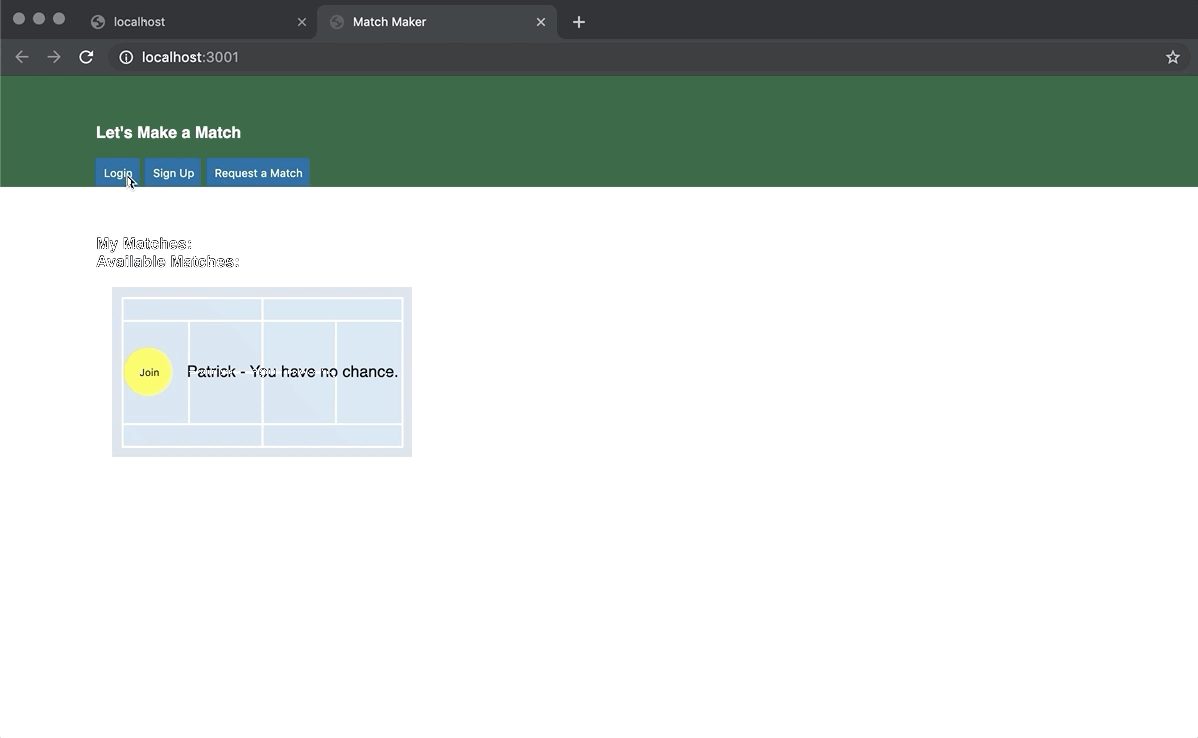 localhost
Match Maker
localhost:3001
Let's Make a Match
Login Sign Up Request a Match
My Matches:
Available Matches:
Join Patrick - You have no chance.